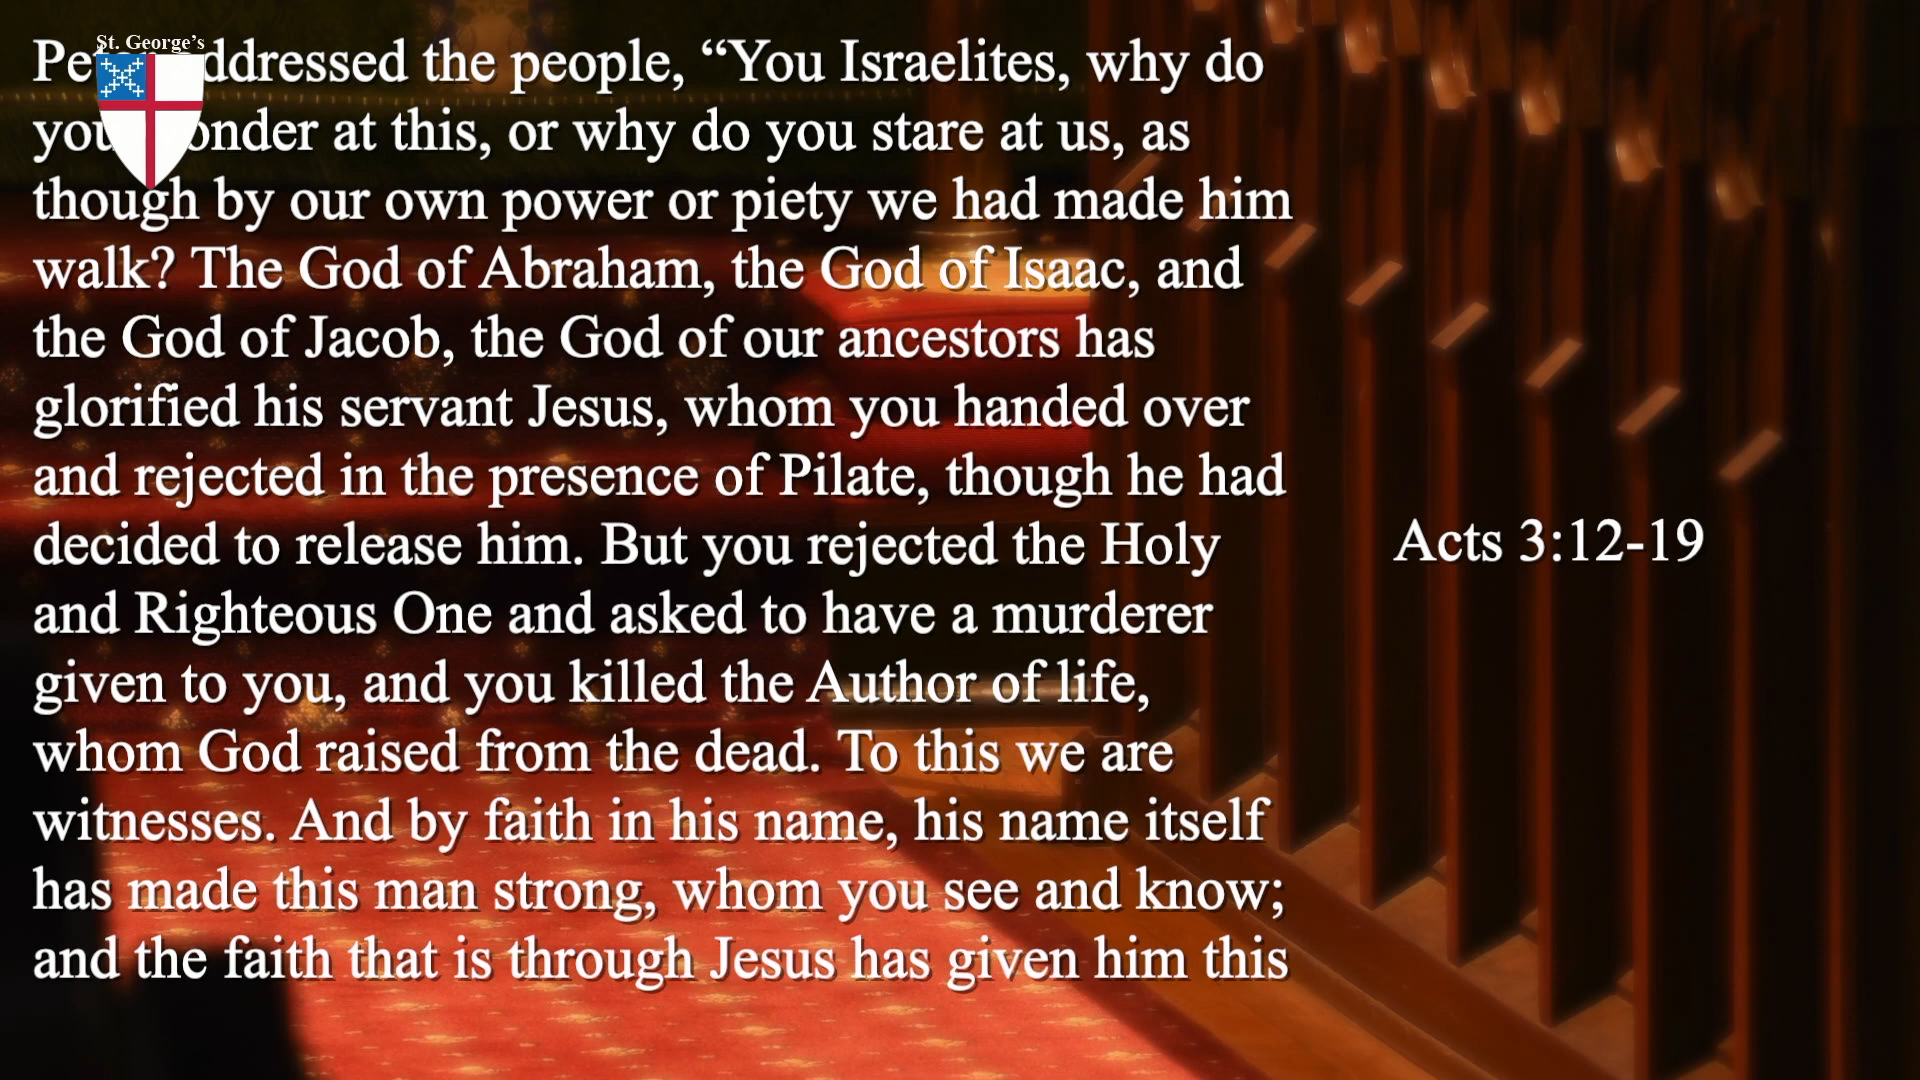 St. George’s
addressed the people, “You Israelites, why do
you wonder at this, or why do you stare at us, as
though by our own power or piety we had made him
walk? The God of Abraham, the God of Isaac, and
the God of Jacob, the God of our ancestors has
glorified his servant Jesus, whom you handed over
and rejected in the presence of Pilate, though he had
decided to release him. But you rejected the Holy
and Righteous One and asked to have a murderer
given to you, and you killed the Author of life,
whom God raised from the dead. To this we are
witnesses. And by faith in his name, his name itself
has made this man strong, whom you see and know;
and the faith that is through Jesus has given him this
Acts 3:12-19